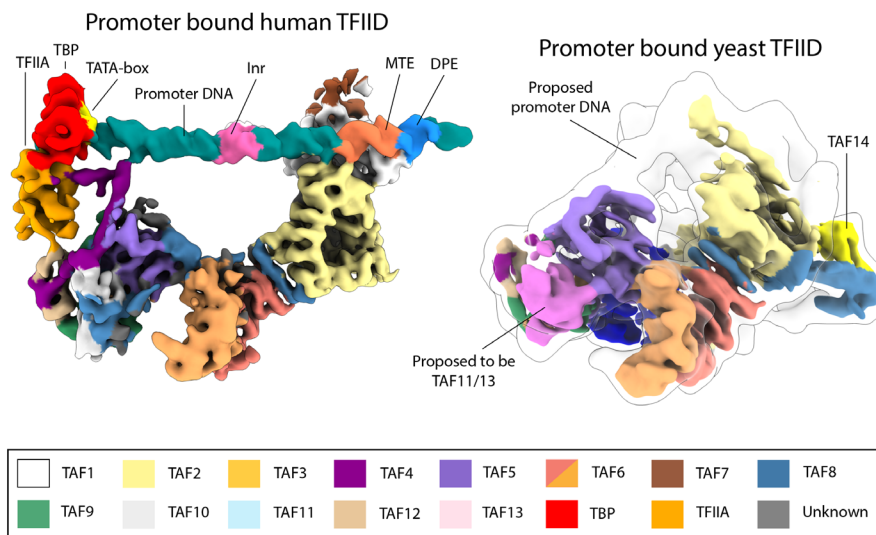 Promoter bound human TFIID
TBP
TFIIA
TATA-box
Promoter DNA
Inr
MTE
DPE
Promoter bound yeast TFIID
Proposed
promoter DNA
TAF14
Proposed to be
TAF11/13
TAF1 TAF2 TAF3 TAF4 TAF5 TAF6 TAF7 TAF8
TAF9 TAF10 TAF11 TAF12 TAF13 TBP TFIIA Unknown